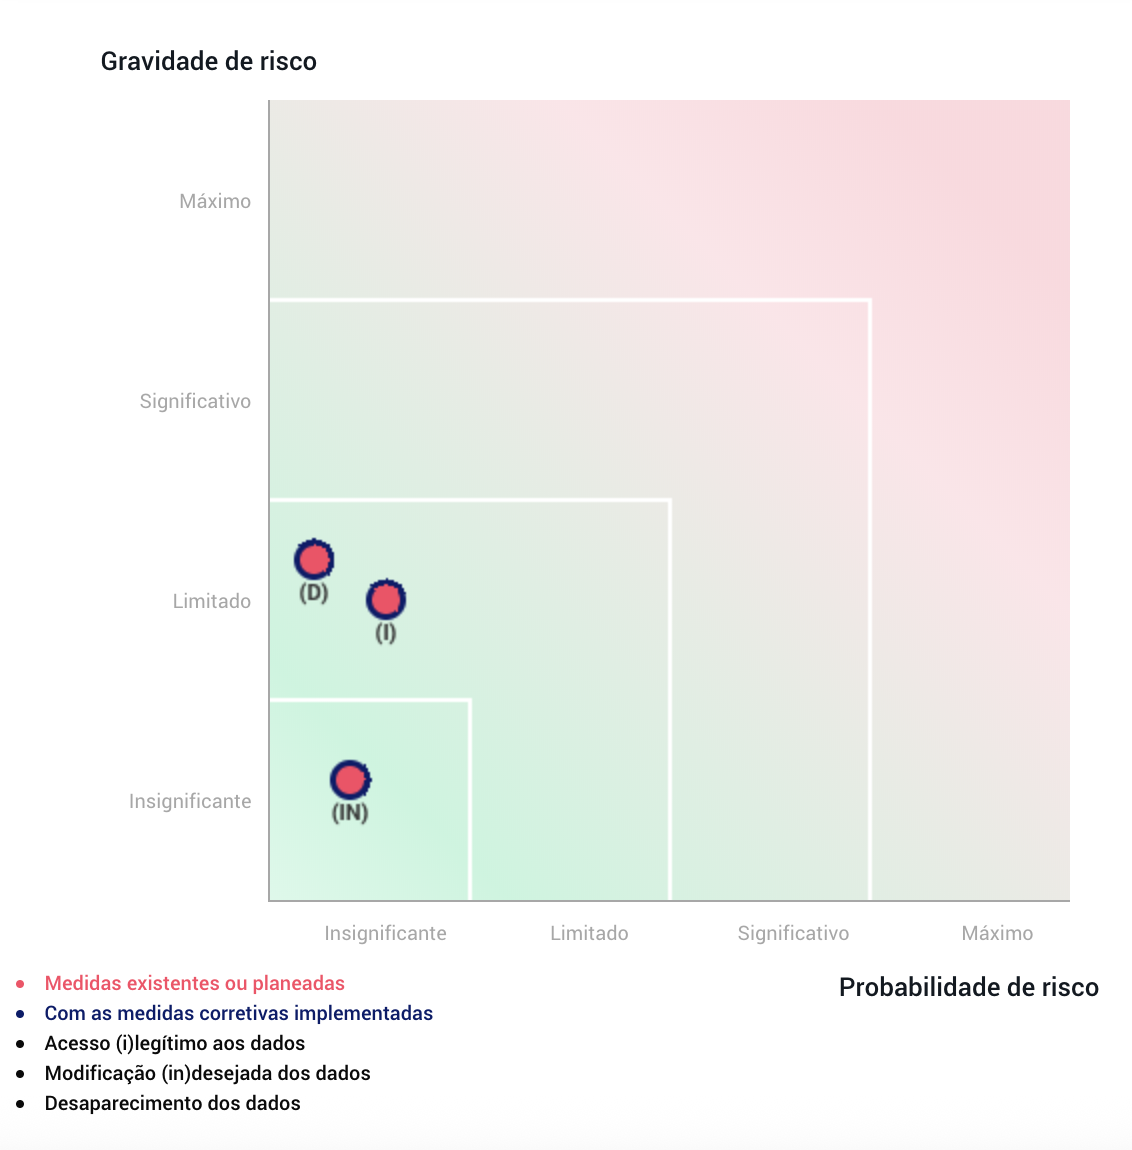 Gravidade de risco
Máximo
Significativo
Limitado
Insignificante
(D)
(I)
(IN)
Insignificante Limitado Significativo Máximo
Probabilidade de risco
• Medidas existentes ou planeadas
• Com as medidas corretivas implementadas
• Acesso (i)legítimo aos dados
• Modificação (in)desejada dos dados
• Desaparecimento dos dados